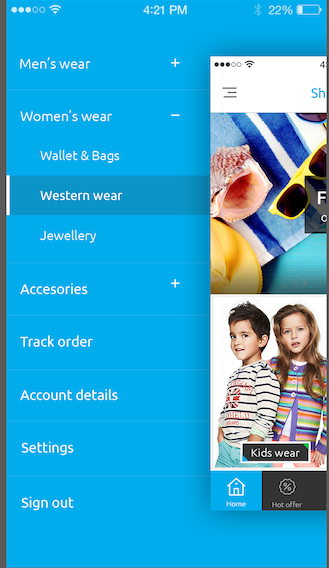 4:21 PM
22%
Men's wear
+
Women's wear
–
Wallet & Bags
Western wear
Jewellery
Accesories
+
Track order
Account details
Settings
Sign out
4:
Sh
F
Kids wear
Home
Hot offer